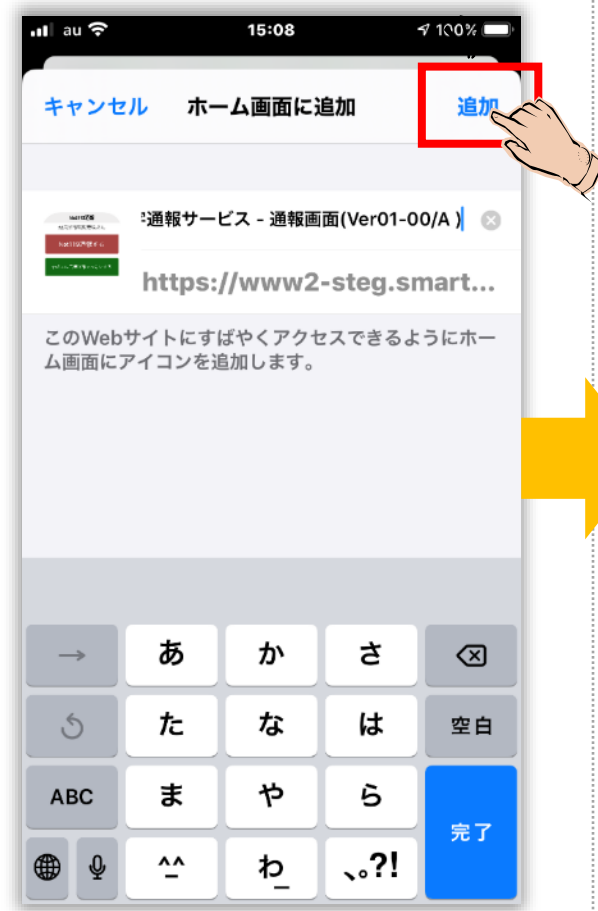 au 15:08 100%
キャンセル ホーム画面に追加 追加
通報サービス - 通報画面(Ver01-00/A )
https://www2-steg.smart...
このWebサイトにすばやくアクセスできるようにホー
ム画面にアイコンを追加します。
→ あ か さ
た な は 空白
ABC ま や ら
完了
^_^ わ_ 、。?!